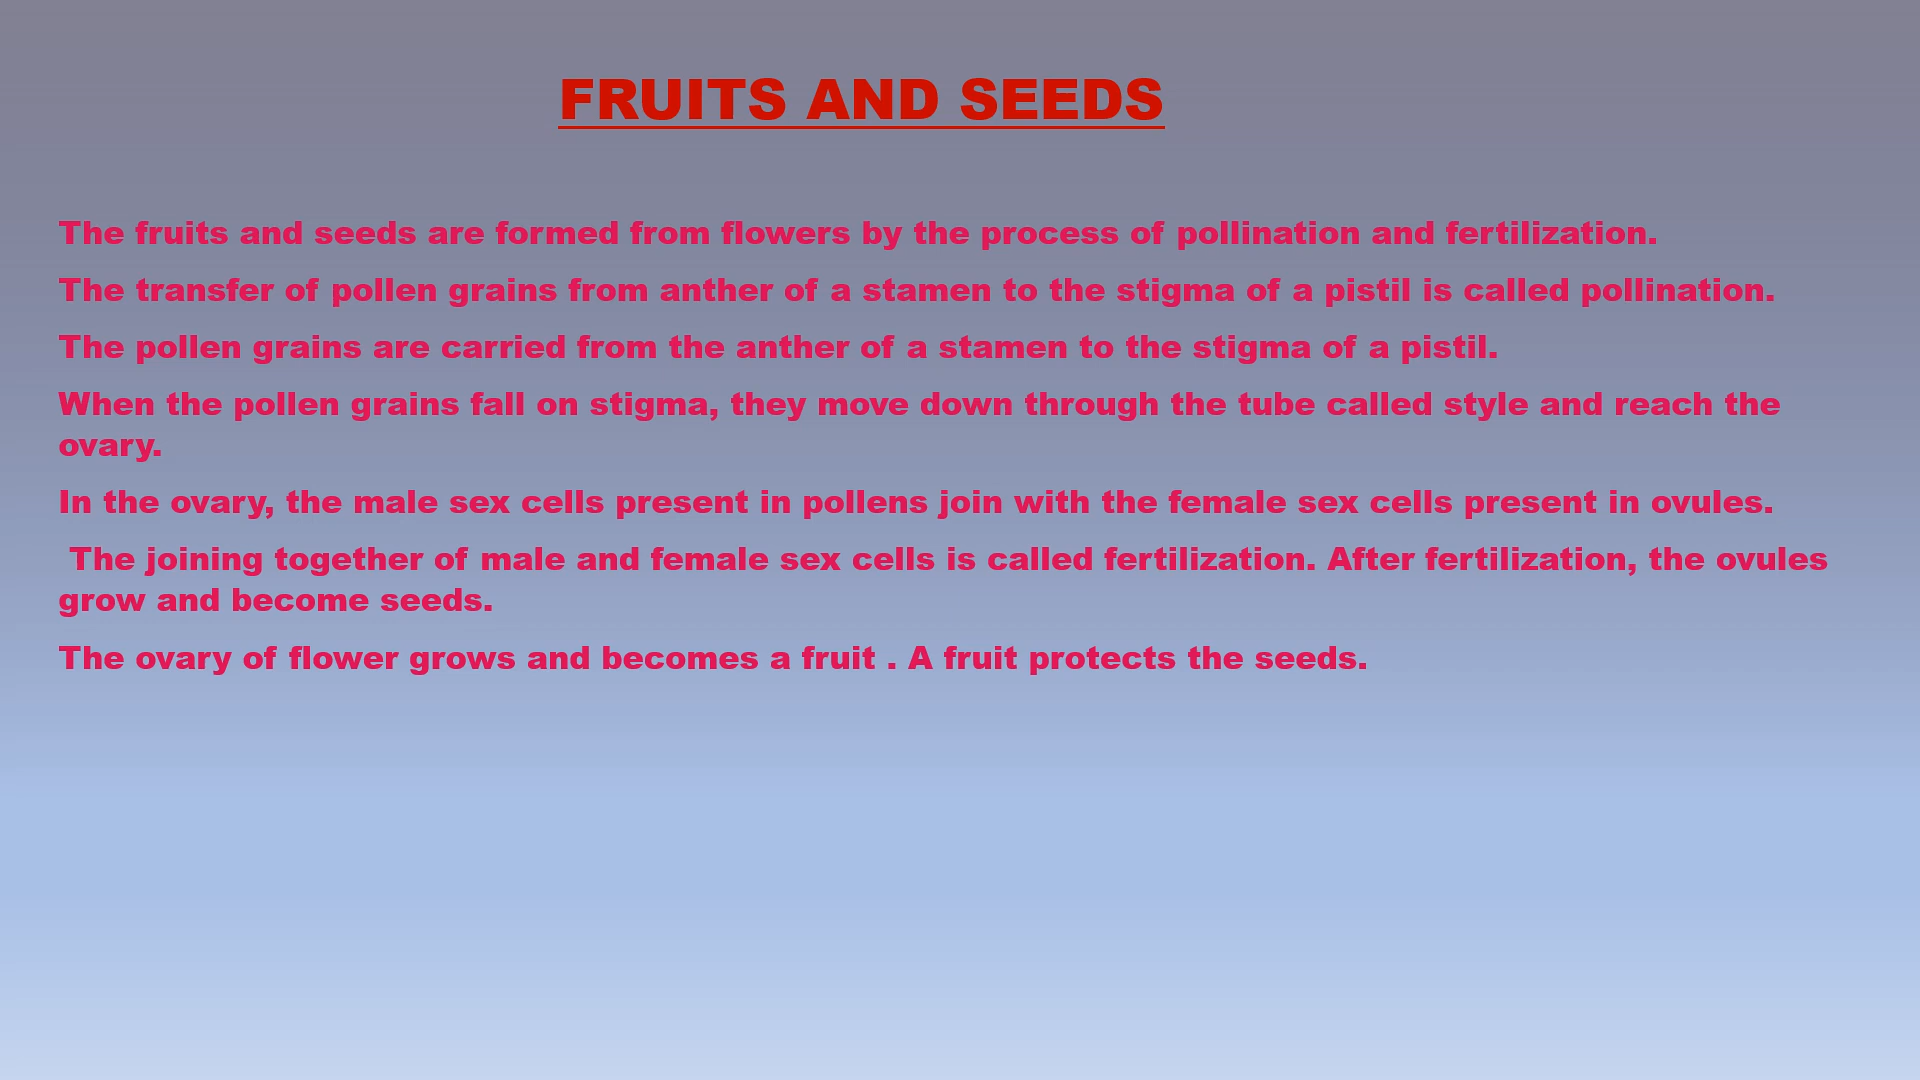 FRUITS AND SEEDS
The fruits and seeds are formed from flowers by the process of pollination and fertilization.
The transfer of pollen grains from anther of a stamen to the stigma of a pistil is called pollination.
The pollen grains are carried from the anther of a stamen to the stigma of a pistil.
When the pollen grains fall on stigma, they move down through the tube called style and reach the
ovary.
In the ovary, the male sex cells present in pollens join with the female sex cells present in ovules.
The joining together of male and female sex cells is called fertilization. After fertilization, the ovules
grow and become seeds.
The ovary of flower grows and becomes a fruit . A fruit protects the seeds.